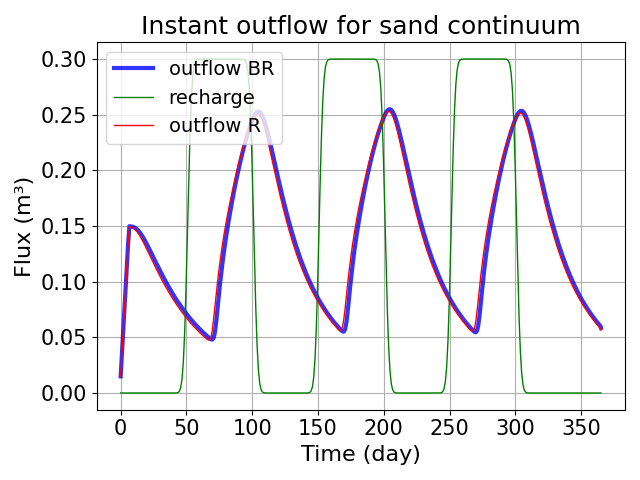 Instant outflow for sand continuum
outflow BR
recharge
outflow R
Flux (m³)
0.30
0.25
0.20
0.15
0.10
0.05
0.00
0 50 100 150 200 250 300 350
Time (day)